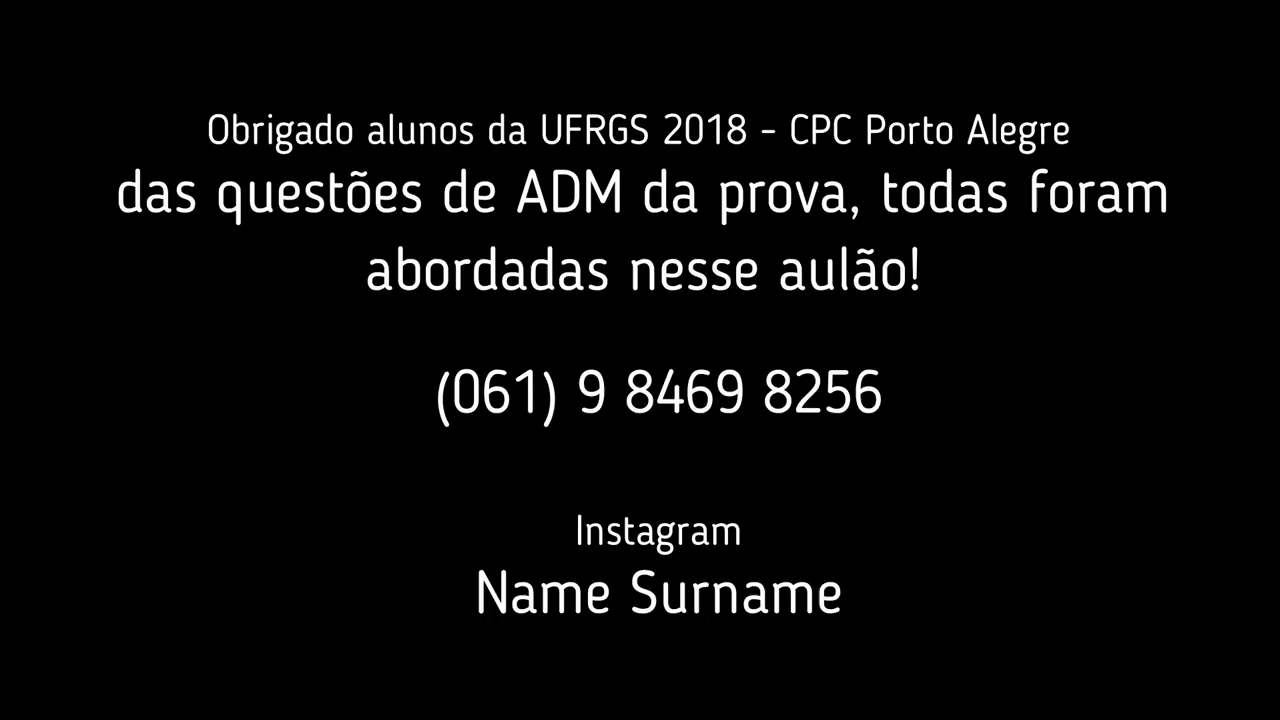 Obrigado alunos da UFRGS 2018 - CPC Porto Alegre
das questões de ADM da prova, todas foram
abordadas nesse aulão!
(061) 9 8469 8256
Instagram
Name Surname